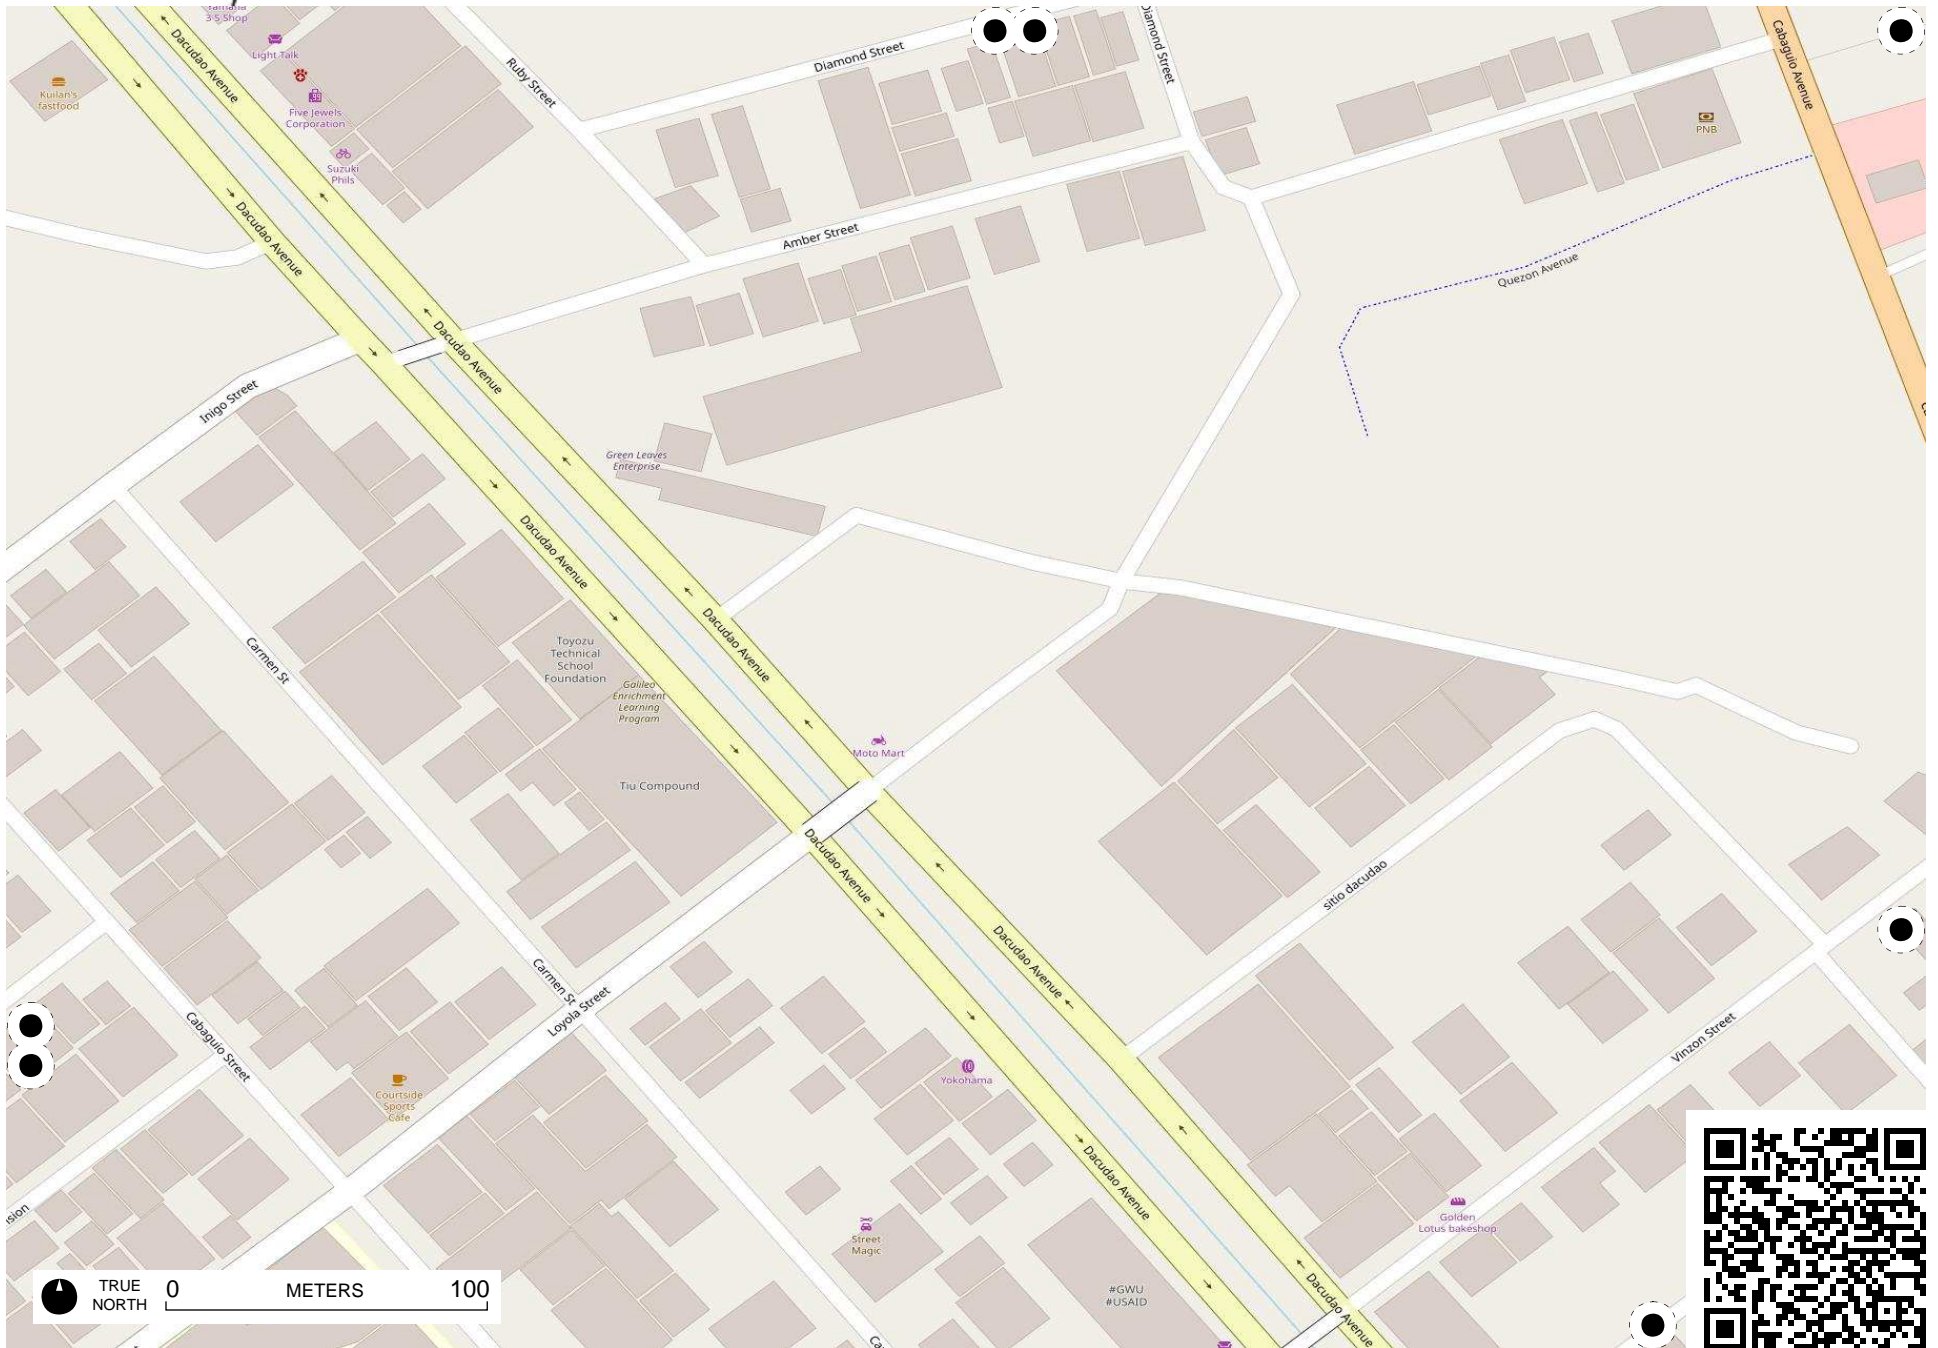 Yamaha
3 S Shop
Light Talk
Five Jewels
Corporation
Suzuki
Phils
Kuilan's
fastfood
Dacudao Avenue
Dacudao Avenue
Ruby Street
Diamond Street
Diamond Street
Cabaguio Avenue
PNB
Amber Street
Quezon Avenue
Dacudao Avenue
Inigo Street
Green Leaves
Enterprise
Dacudao Avenue
Dacudao Avenue
Carmen St
Toyozu
Technical
School
Foundation
Galileo
Enrichment
Learning
Program
Moto Mart
Tiu Compound
Dacudao Avenue
sitio dacudao
Dacudao Avenue
Carmen St
Loyola Street
Cabaguio Street
Vinzon Street
Yokohama
Courtside
Sports
Cafe
Dacudao Avenue
Golden
Lotus bakeshop
Street
Magic
#GWU
#USAID
Dacudao Avenue
TRUE
NORTH
0
METERS
100